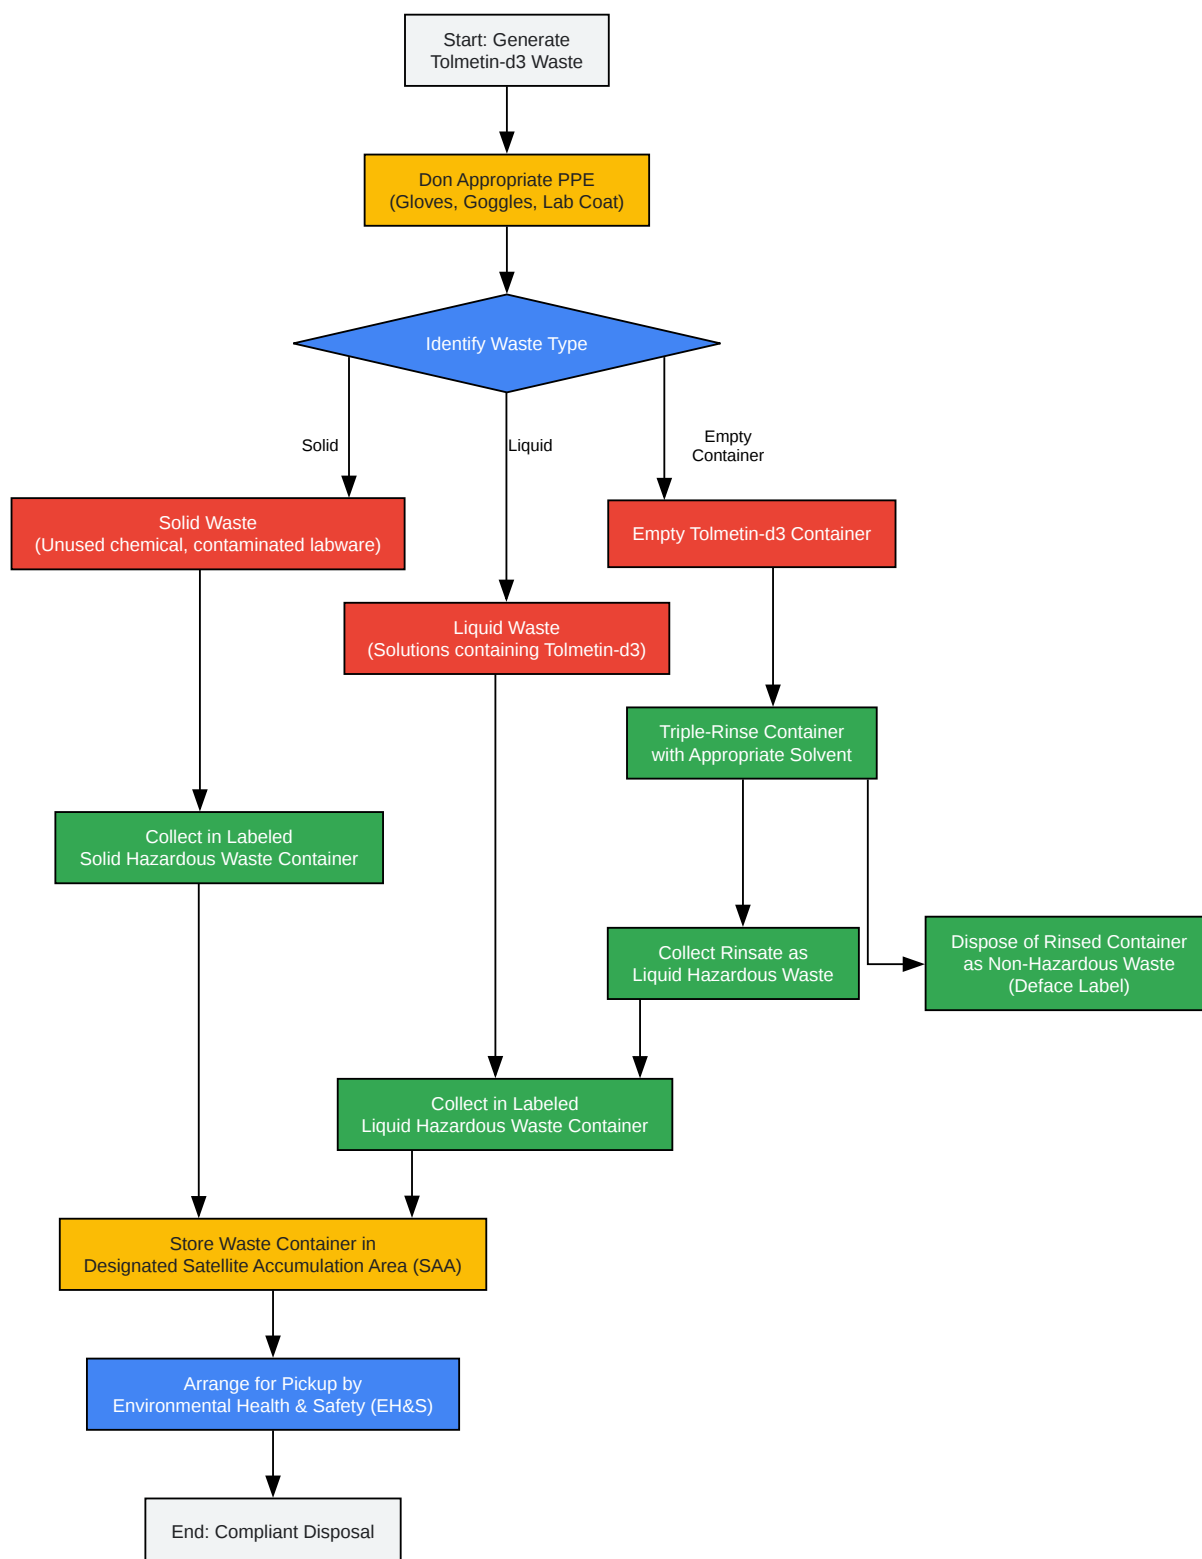 Start: Generate
Tolmetin-d3 Waste
Don Appropriate PPE
(Gloves, Goggles, Lab Coat)
Identify Waste Type
Solid
Liquid
Empty
Container
Solid Waste
(Unused chemical, contaminated labware)
Empty Tolmetin-d3 Container
Liquid Waste
(Solutions containing Tolmetin-d3)
Triple-Rinse Container
with Appropriate Solvent
Collect in Labeled
Solid Hazardous Waste Container
Collect Rinsate as
Liquid Hazardous Waste
Dispose of Rinsed Container
as Non-Hazardous Waste
(Deface Label)
Collect in Labeled
Liquid Hazardous Waste Container
Store Waste Container in
Designated Satellite Accumulation Area (SAA)
Arrange for Pickup by
Environmental Health & Safety (EH&S)
End: Compliant Disposal